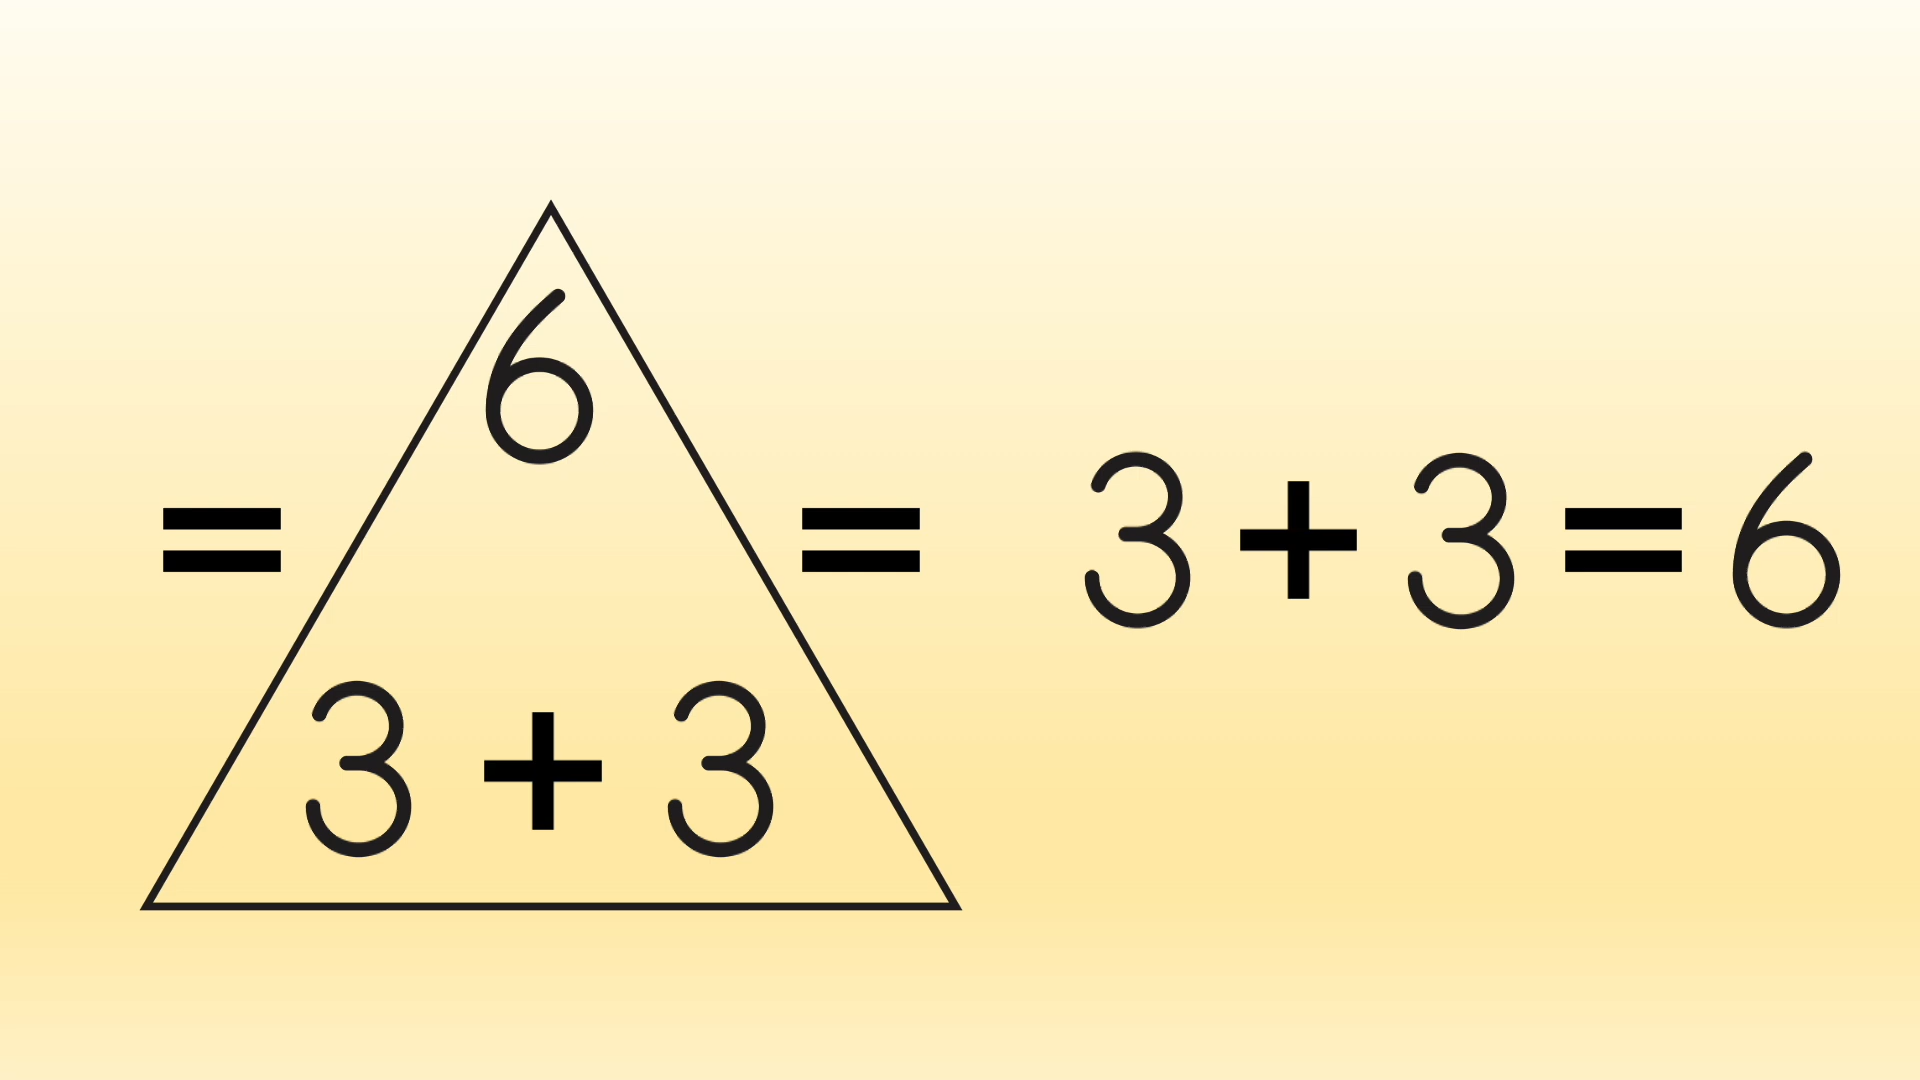 6
= = 3 + 3 = 6
3 + 3